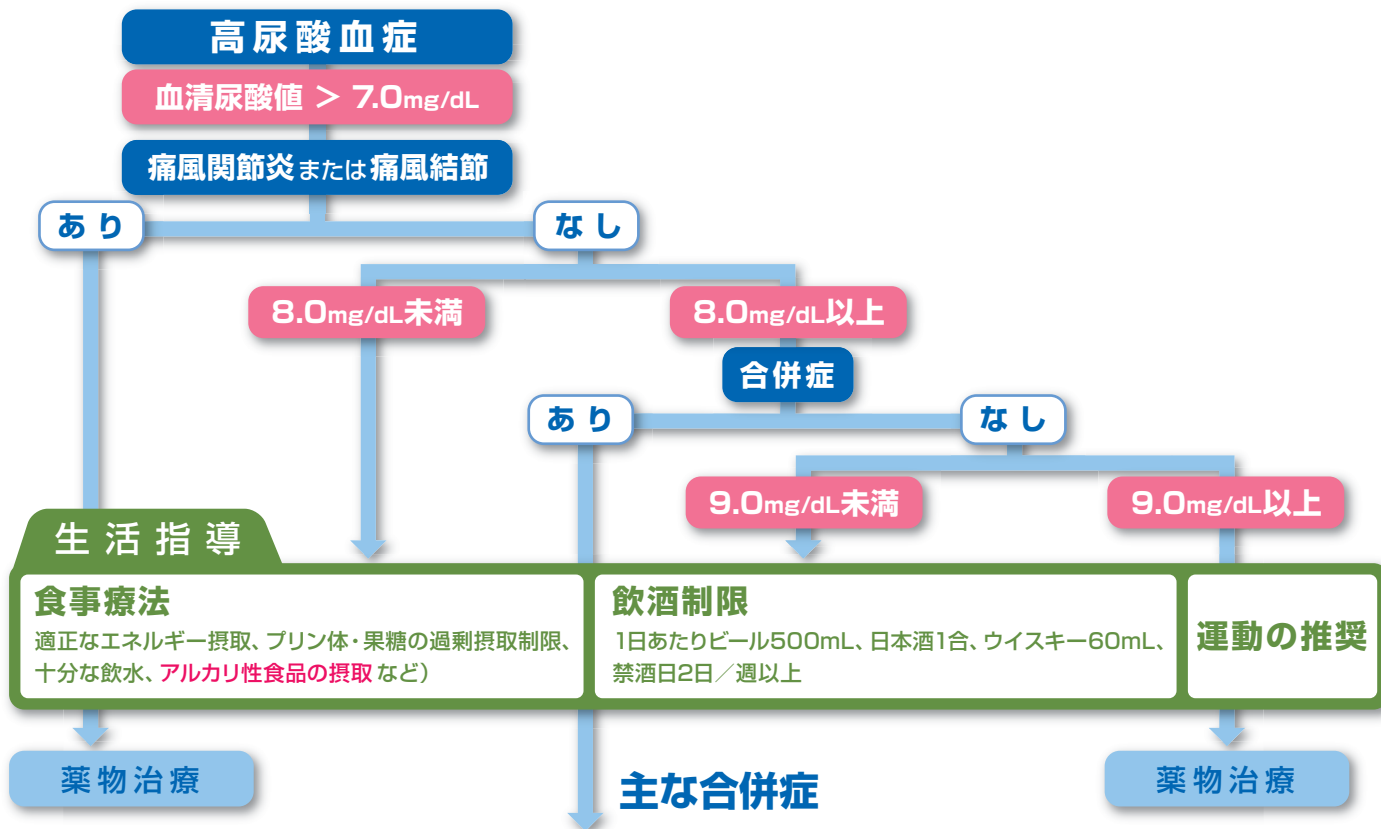 高尿酸血症
血清尿酸値 > 7.0mg/dL
痛風関節炎または痛風結節
あり
なし
8.0mg/dL未満
8.0mg/dL以上
合併症
あり
なし
9.0mg/dL未満
9.0mg/dL以上
生活指導
食事療法
適正なエネルギー摂取、プリン体・果糖の過剰摂取制限、
十分な飲水、アルカリ性食品の摂取 など）
飲酒制限
1日あたりビール500mL、日本酒1合、ウイスキー60mL、
禁酒日2日／週以上
運動の推奨
薬物治療
主な合併症
薬物治療